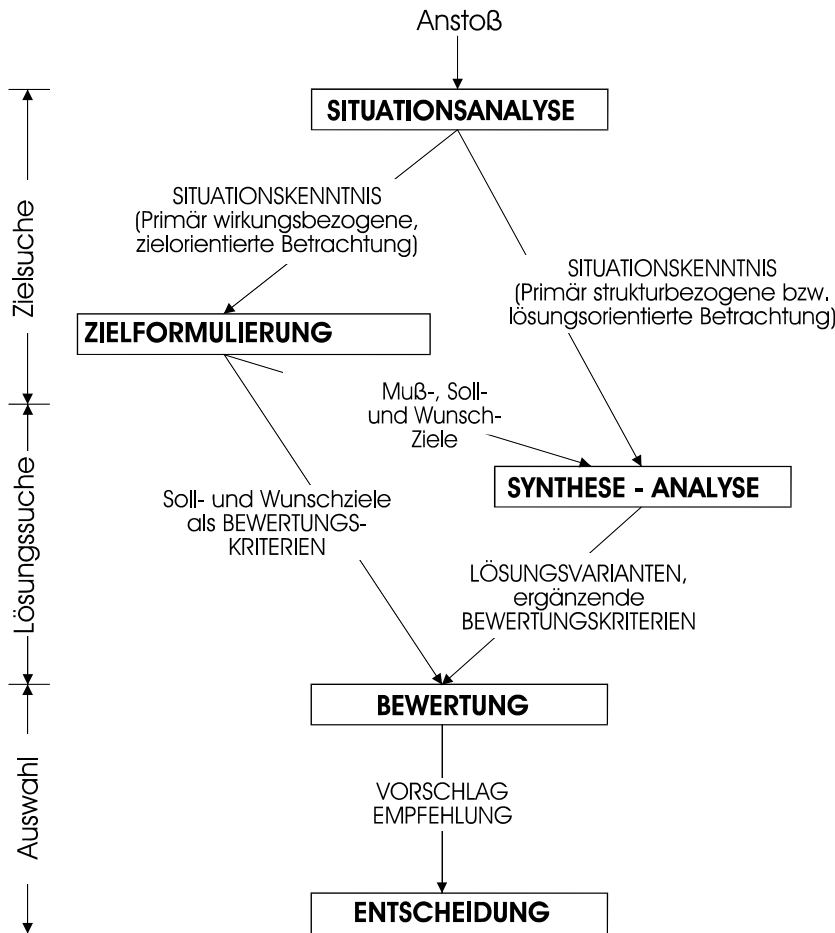 Anstoß
SITUATIONSANALYSE
SITUATIONSKENNTNIS
(Primär wirkungsbezogene,
zielorientierte Betrachtung)
SITUATIONSKENNTNIS
(Primär strukturbezogene bzw.
lösungsorientierte Betrachtung)
Zielsuche
ZIELFORMULIERUNG
Muß-, Soll-
und Wunsch-
Ziele
SYNTHESE - ANALYSE
Soll- und Wunschziele
als BEWERTUNGS-
KRITERIEN
Lösungssuche
LÖSUNGSVARIANTEN,
ergänzende
BEWERTUNGSKRITERIEN
BEWERTUNG
Auswahl
VORSCHLAG
EMPFEHLUNG
ENTSCHEIDUNG